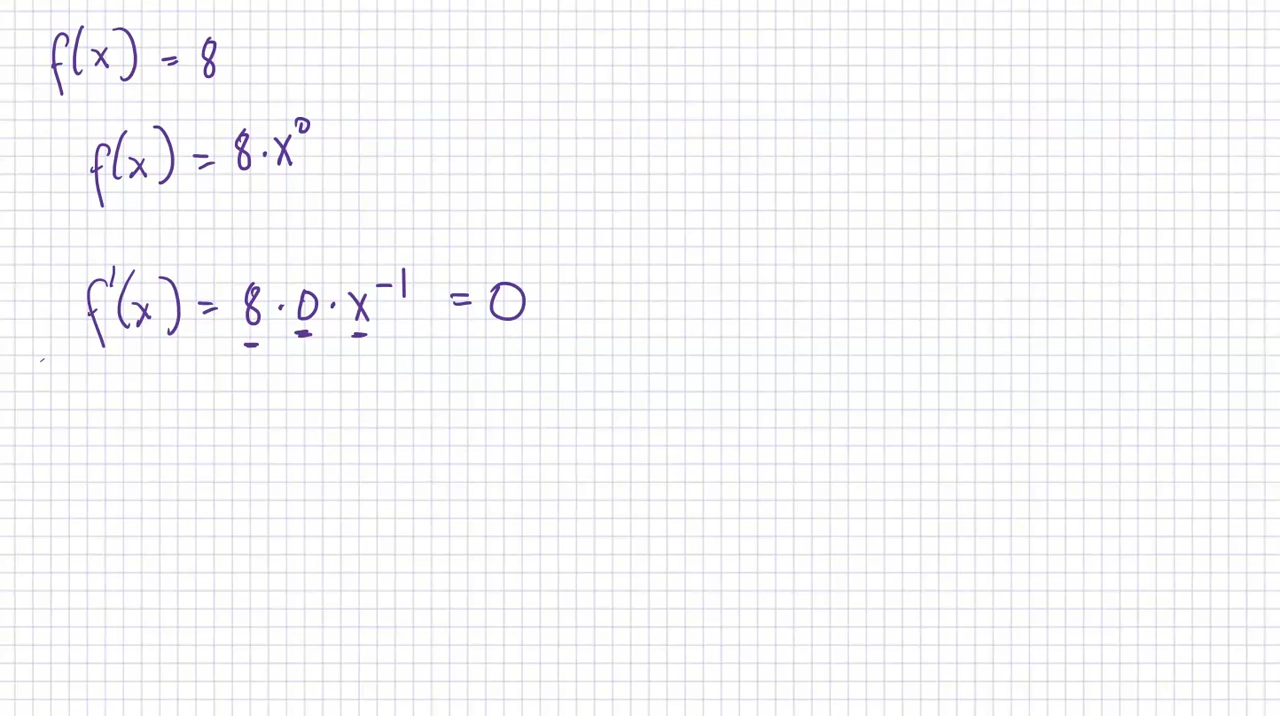 f(x) = 8
f(x) = 8 · x⁰
f'(x) = 8 · 0 · x⁻¹ = 0